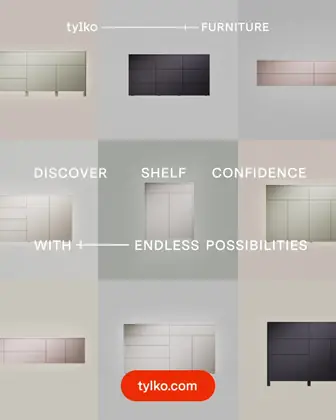 tylko FURNITURE
DISCOVER SHELF CONFIDENCE
WITH ENDLESS POSSIBILITIES
tylko.com